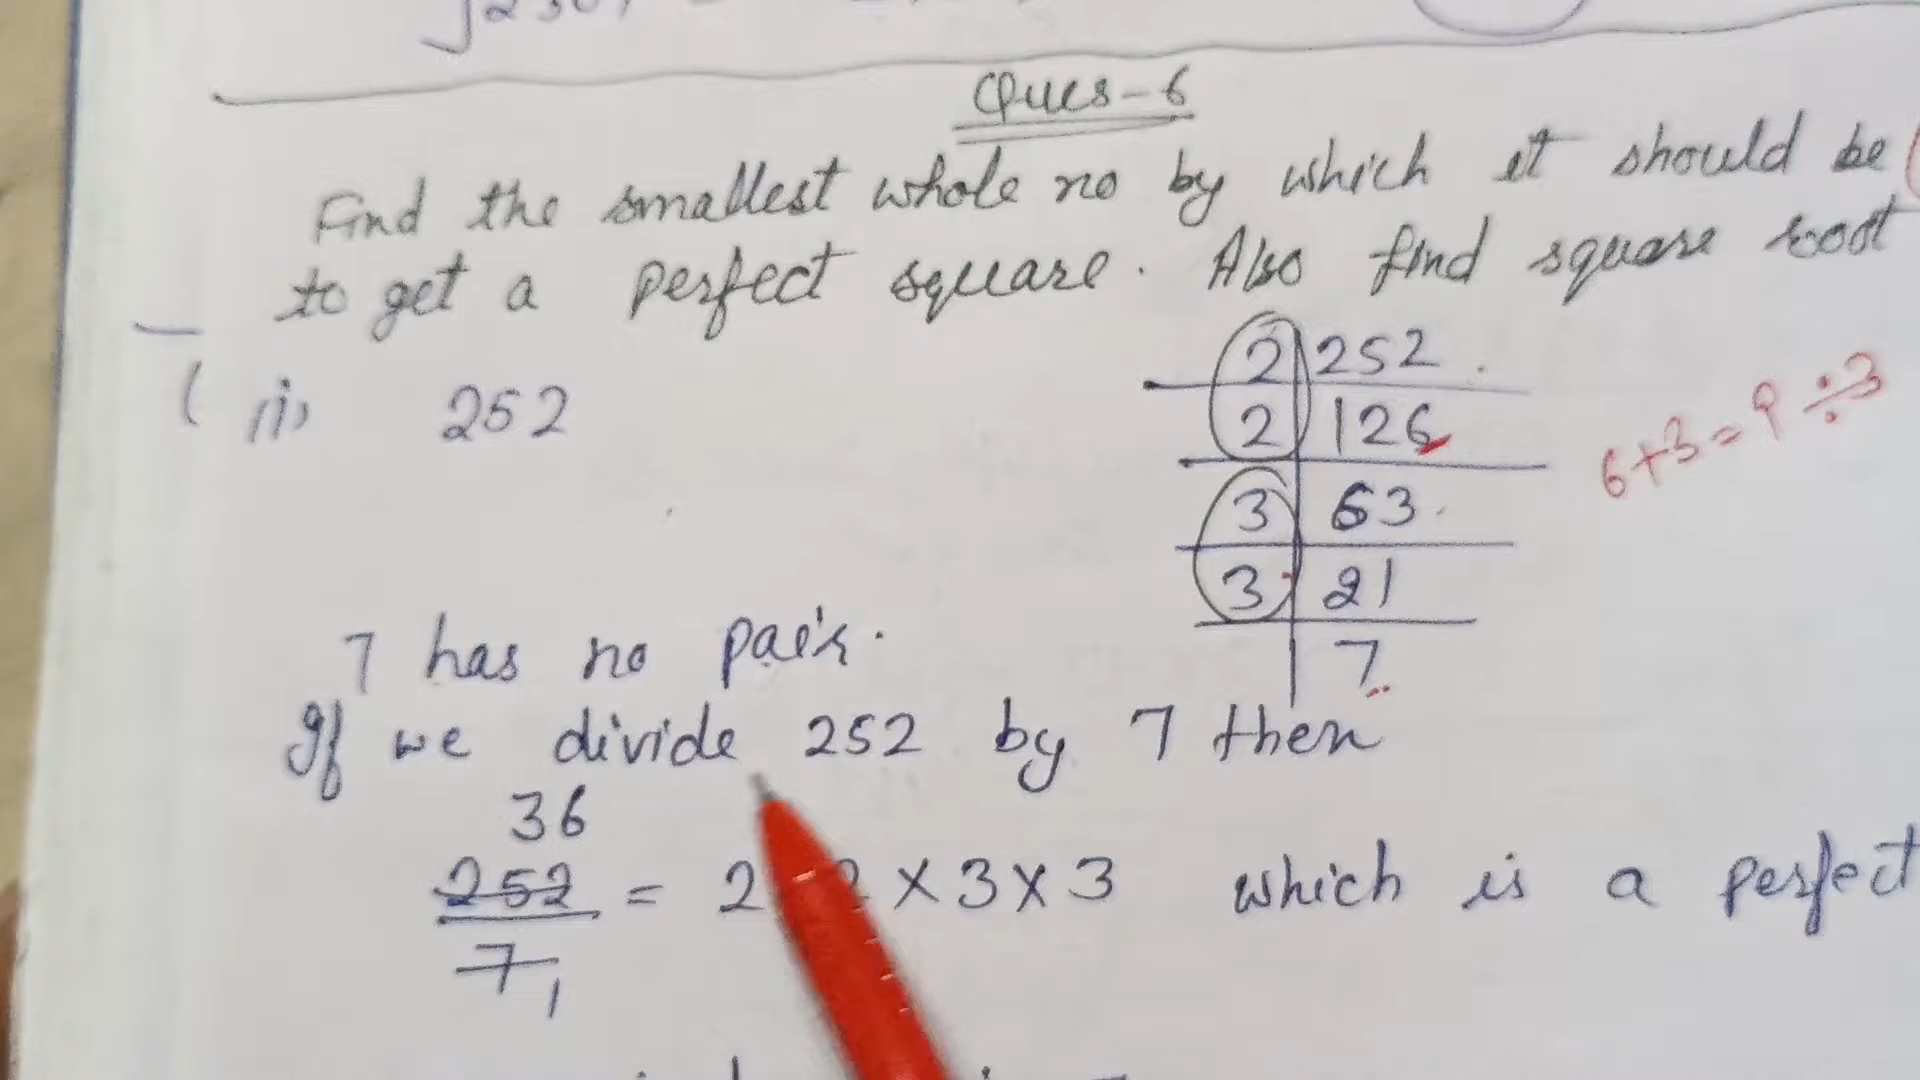 Ques-6
Find the smallest whole no by which it should be
to get a perfect square. Also find square root
(ii) 252
2 252
2 126
3 63
3 21
7
6+3=9÷3
7 has no pair.
If we divide 252 by 7 then
36
252 = 2 × 3 × 3 which is a perfect
7 1